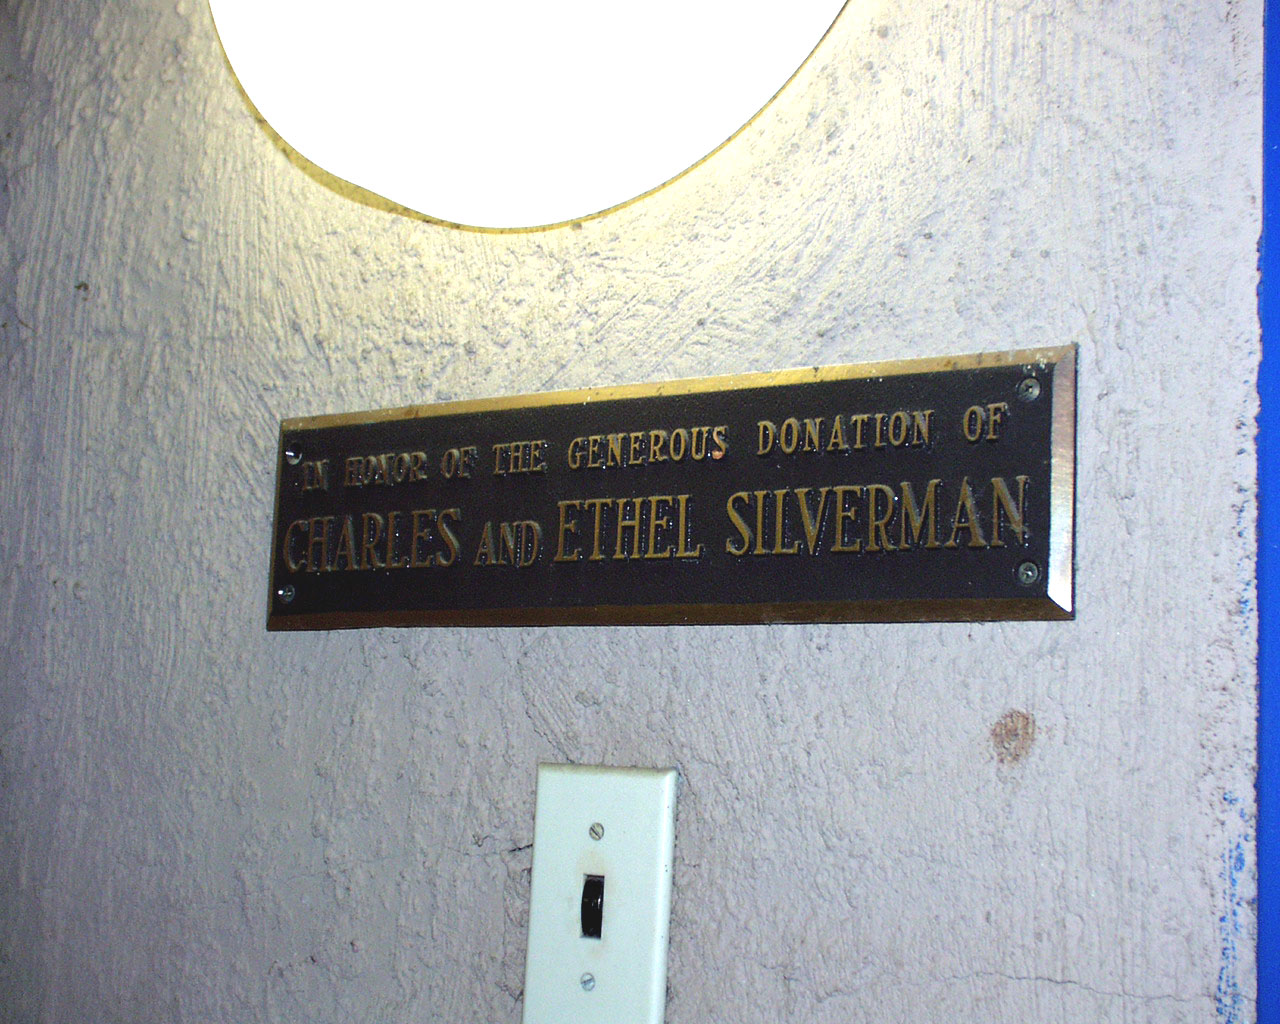 IN HONOR OF THE GENEROUS DONATION OF
CHARLES AND ETHEL SILVERMAN